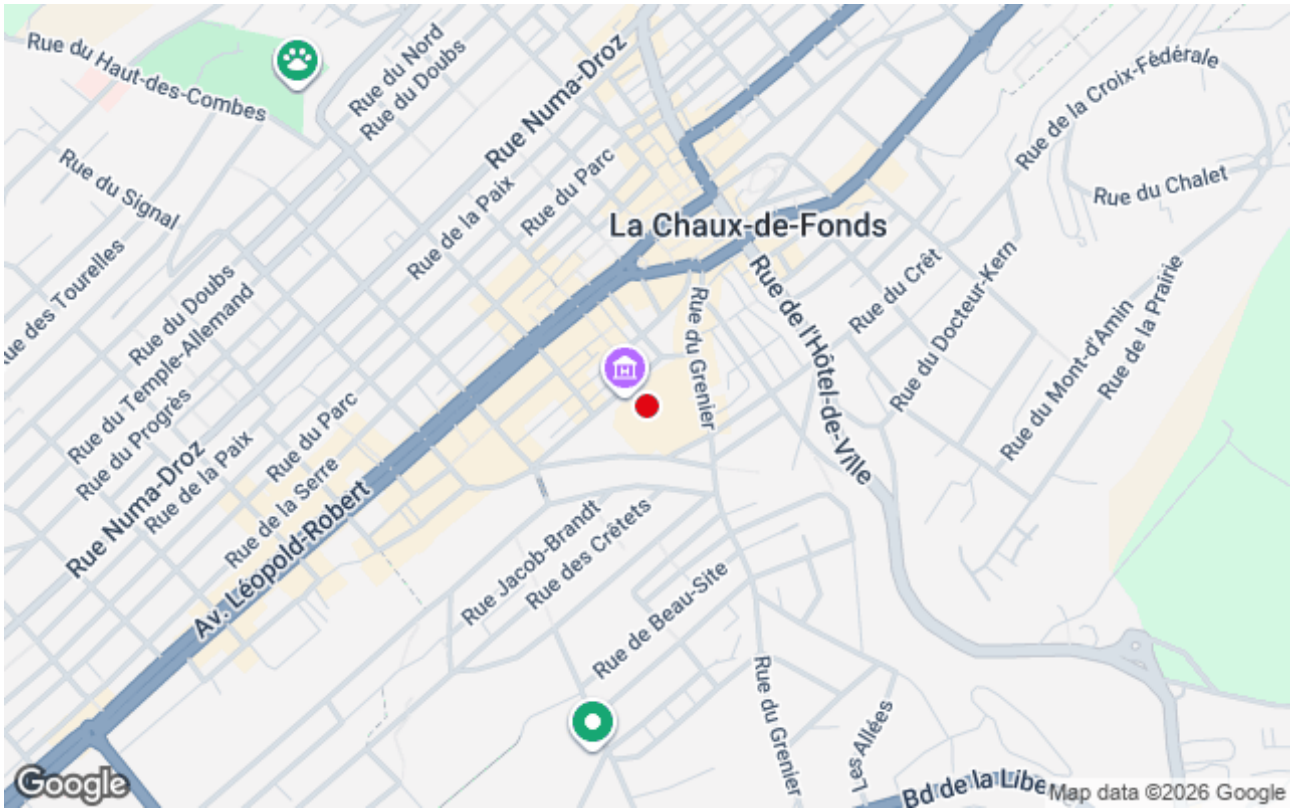 Rue du Haut-des-Combes
Rue du Nord
Rue du Doubs
Rue Numa-Droz
Rue de la Croix-Fédérale
Rue du Signal
Rue de la Paix
Rue du Parc
Rue du Chalet
La Chaux-de-Fonds
ue des Tourelles
Rue du Doubs
Rue du Temple-Allemand
Rue du Progrès
Rue Numa-Droz
Rue de la Paix
Rue du Parc
Rue de la Serre
Av. Léopold-Robert
Rue du Grenier
Rue de l'Hôtel-de-Ville
Rue du Crêt
Rue du Docteur-Kern
Rue du Mont-d'Amin
Rue de la Prairie
Rue Jacob-Brandt
Rue des Crêtets
Rue de Beau-Site
Rue du Grenier
Les Allées
Bd de la Libe
Google
Map data ©2026 Google